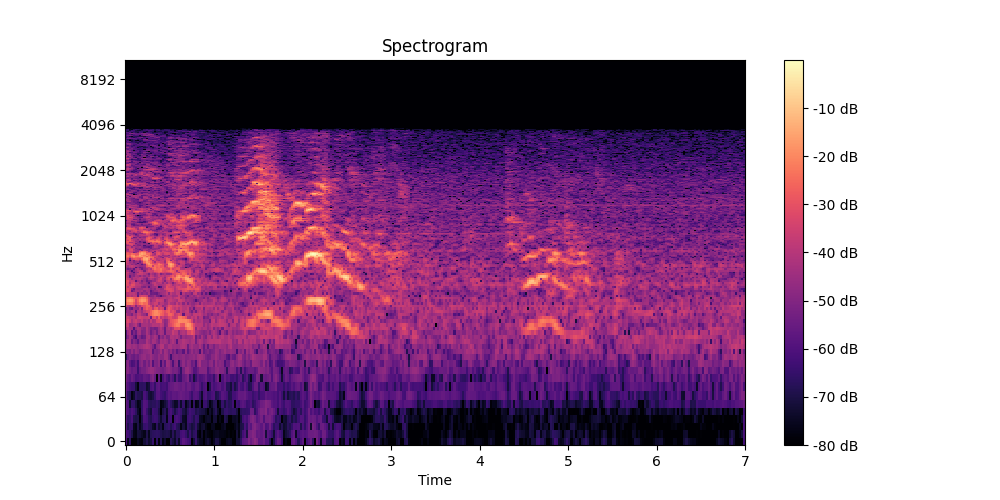 Spectrogram
8192
4096
2048
1024
512
256
128
64
0
Hz
0 1 2 3 4 5 6 7
Time
-10 dB
-20 dB
-30 dB
-40 dB
-50 dB
-60 dB
-70 dB
-80 dB